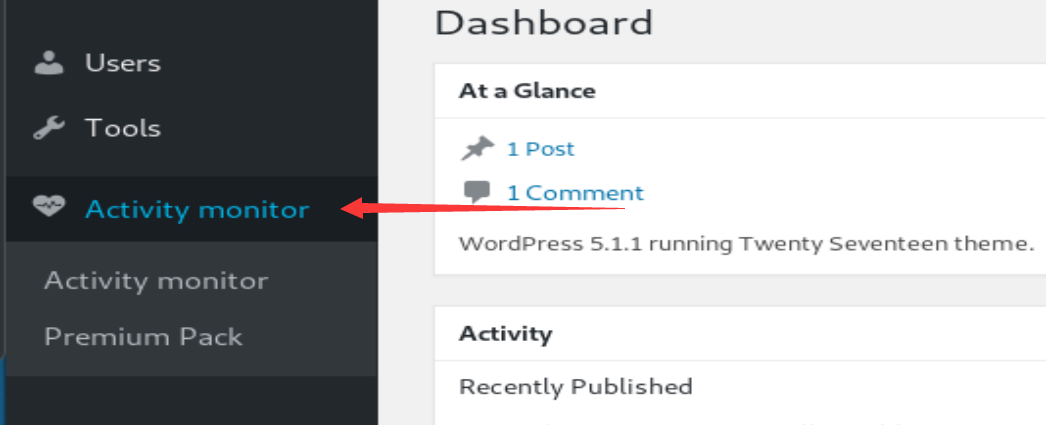 Users
Tools
Activity monitor
Activity monitor
Premium Pack
Dashboard
At a Glance
1 Post
1 Comment
WordPress 5.1.1 running Twenty Seventeen theme.
Activity
Recently Published